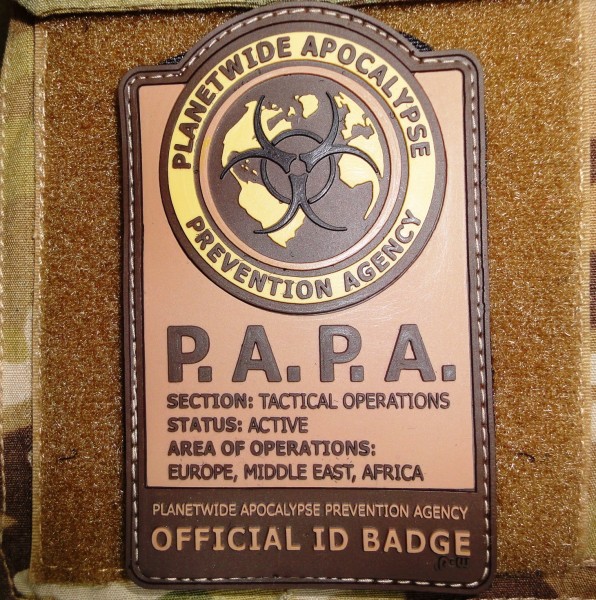 PLANETWIDE APOCALYPSE
PREVENTION AGENCY
P.A.P.A.
SECTION: TACTICAL OPERATIONS
STATUS: ACTIVE
AREA OF OPERATIONS:
EUROPE, MIDDLE EAST, AFRICA
PLANETWIDE APOCALYPSE PREVENTION AGENCY
OFFICIAL ID BADGE